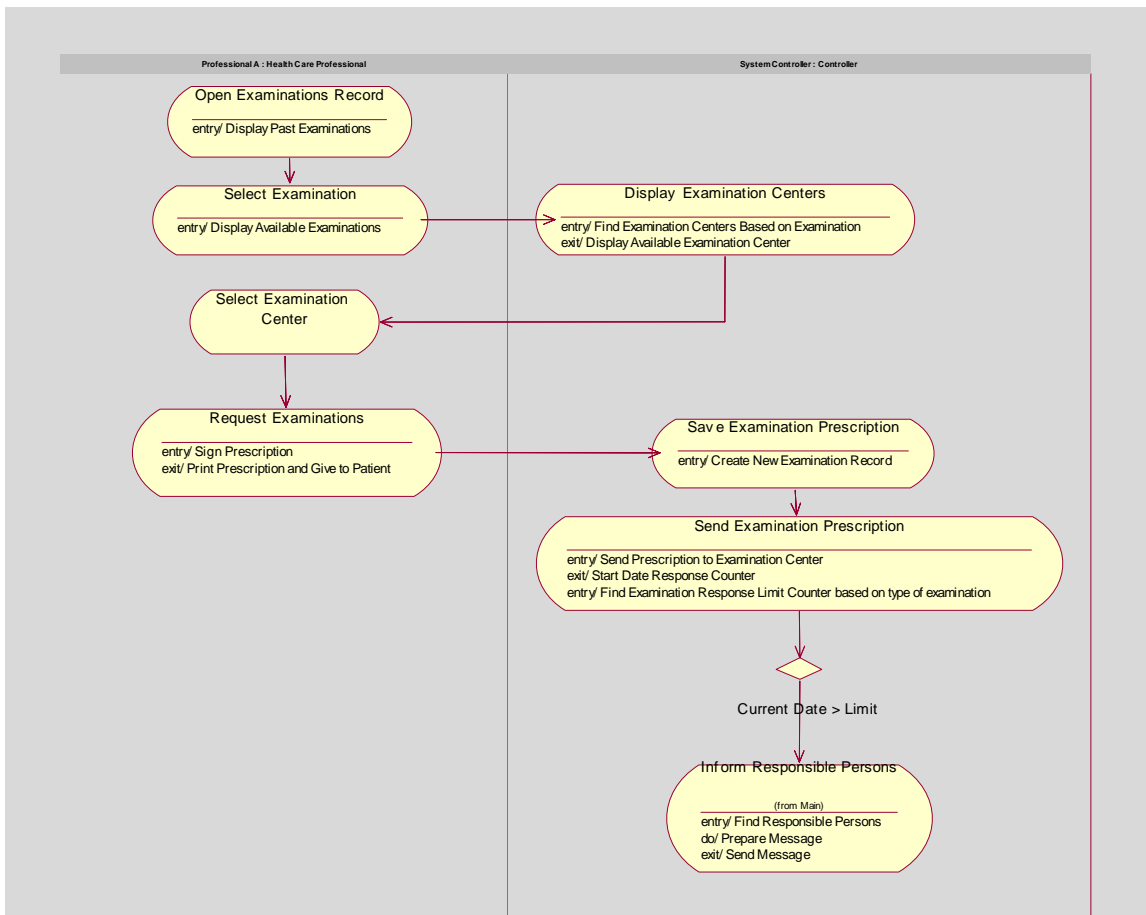 Professional A : Health Care Professional
System Controller : Controller
Open Examinations Record
entry/ Display Past Examinations
Select Examination
entry/ Display Available Examinations
Display Examination Centers
entry/ Find Examination Centers Based on Examination
exit/ Display Available Examination Center
Select Examination
Center
Request Examinations
entry/ Sign Prescription
exit/ Print Prescription and Give to Patient
Save Examination Prescription
entry/ Create New Examination Record
Send Examination Prescription
entry/ Send Prescription to Examination Center
exit/ Start Date Response Counter
entry/ Find Examination Response Limit Counter based on type of examination
Current Date > Limit
Inform Responsible Persons
(from Main)
entry/ Find Responsible Persons
do/ Prepare Message
exit/ Send Message